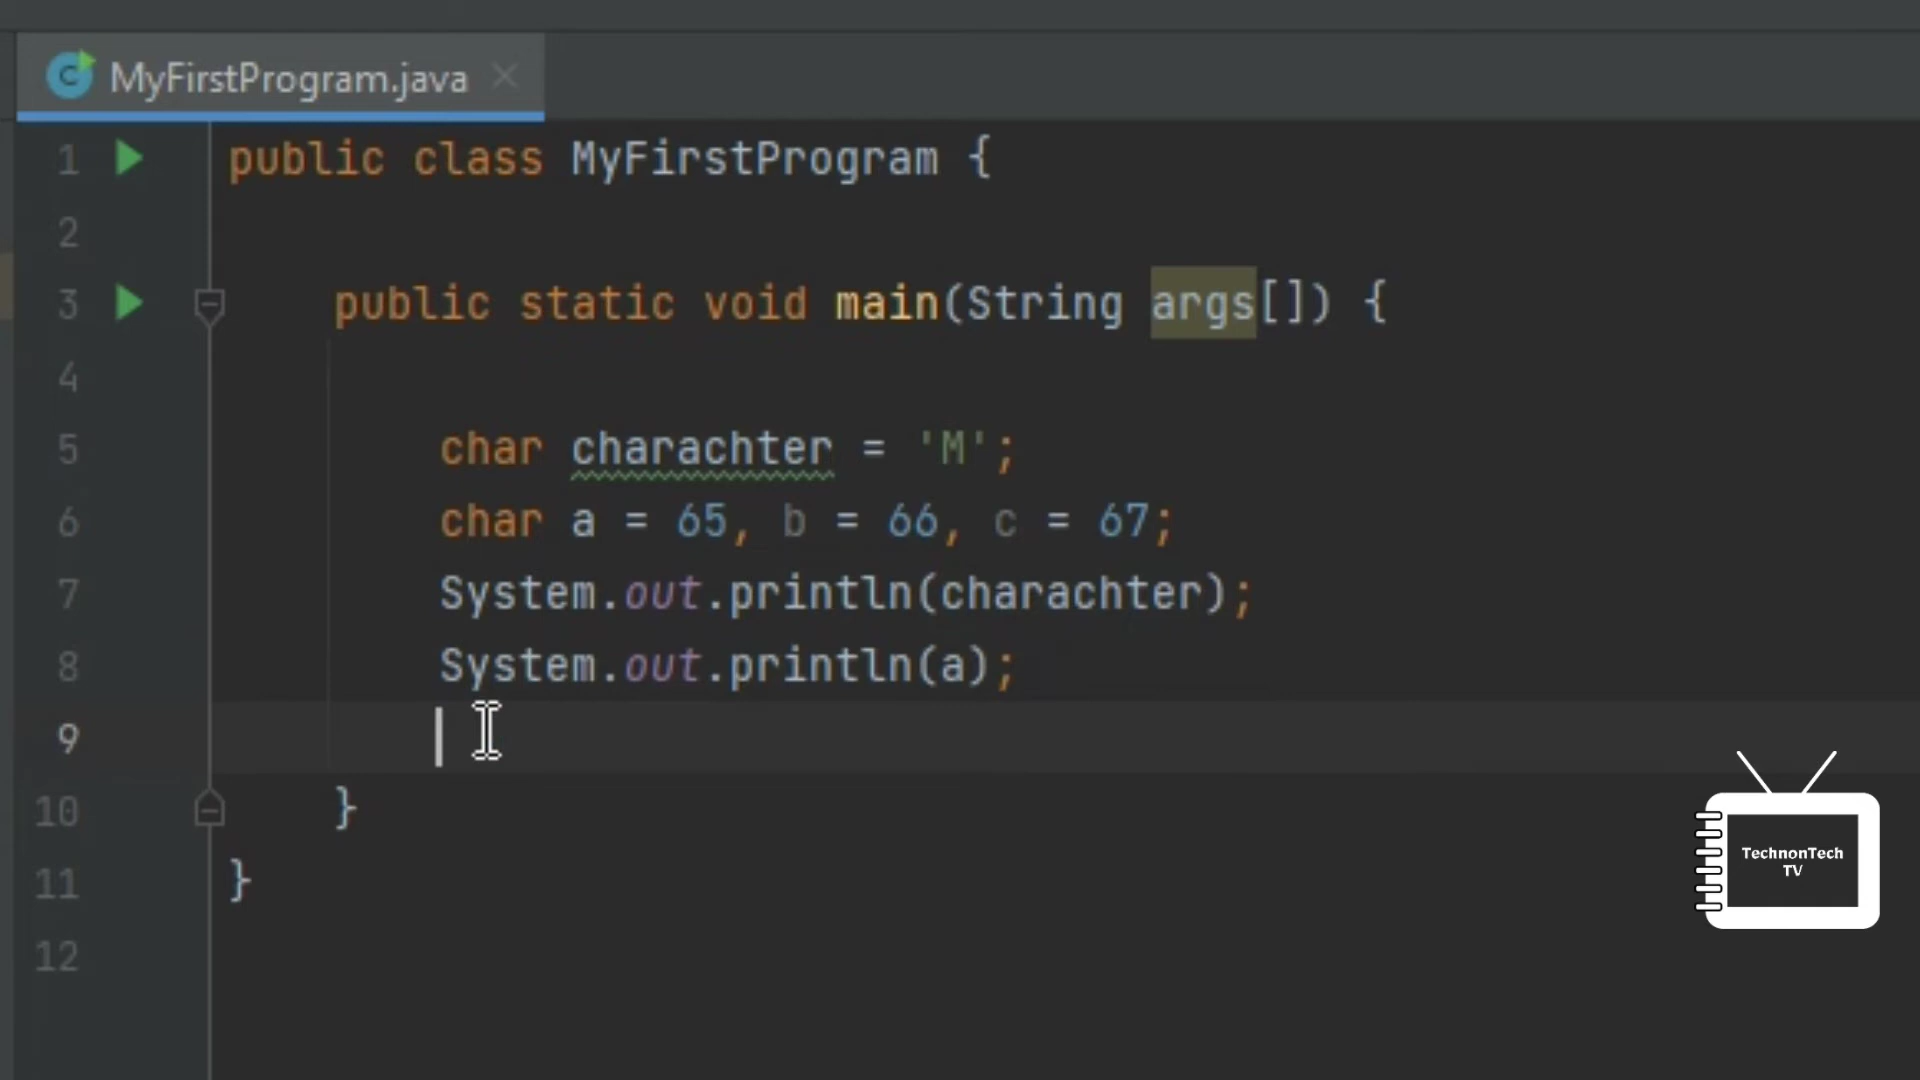 MyFirstProgram.java
1 public class MyFirstProgram {
2
3 public static void main(String args[]) {
4
5 char charachter = 'M';
6 char a = 65, b = 66, c = 67;
7 System.out.println(charachter);
8 System.out.println(a);
9
10 }
11 }
12
TechnonTech
TV